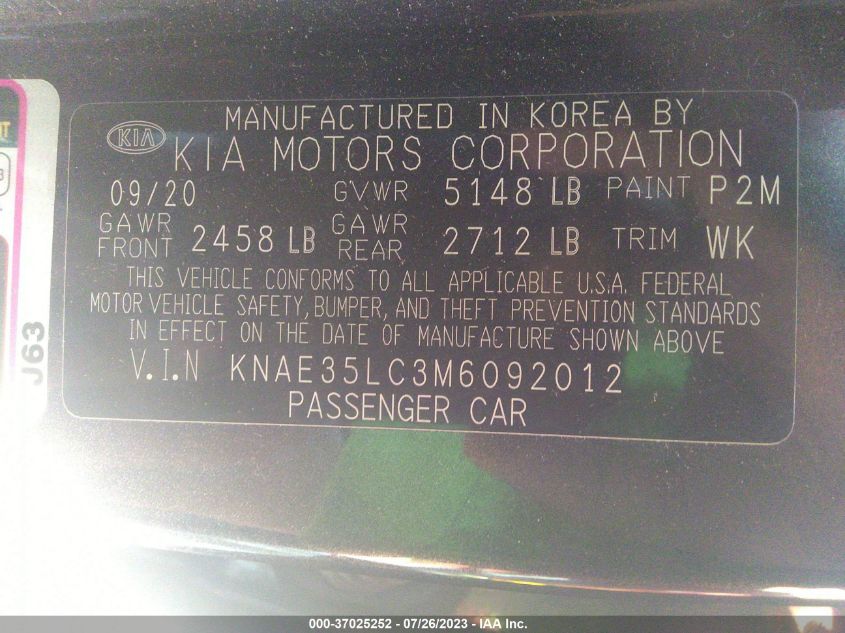 MANUFACTURED IN KOREA BY
KIA KIA MOTORS CORPORATION
09/20 GVWR 5148 LB PAINT P2M
GAWR FRONT 2458 LB GAWR REAR 2712 LB TRIM WK
THIS VEHICLE CONFORMS TO ALL APPLICABLE U.S.A. FEDERAL
MOTOR VEHICLE SAFETY, BUMPER, AND THEFT PREVENTION STANDARDS
IN EFFECT ON THE DATE OF MANUFACTURE SHOWN ABOVE
V.I.N KNAE35LC3M6092012
PASSENGER CAR
J63
000-37025252 / 07/26/2023 - IAA Inc.